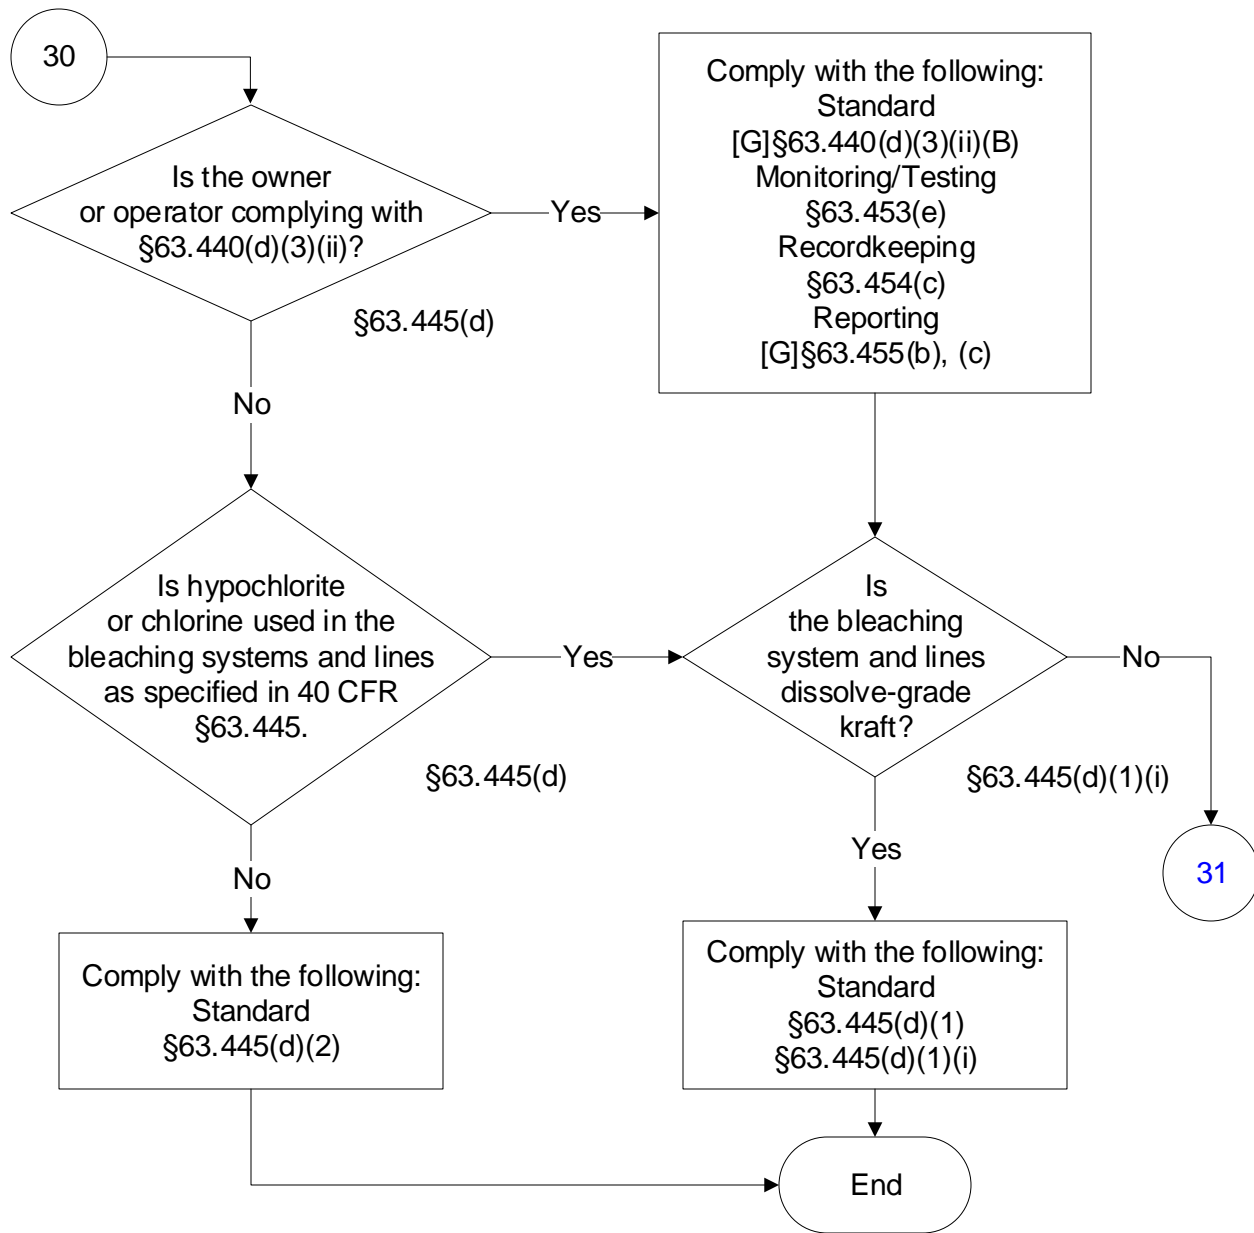 30
Is the owner
or operator complying with
§63.440(d)(3)(ii)?
§63.445(d)
Yes
Comply with the following:
Standard
[G]§63.440(d)(3)(ii)(B)
Monitoring/Testing
§63.453(e)
Recordkeeping
§63.454(c)
Reporting
[G]§63.455(b), (c)
No
Is hypochlorite
or chlorine used in the
bleaching systems and lines
as specified in 40 CFR
§63.445.
§63.445(d)
Yes
Is
the bleaching
system and lines
dissolve-grade
kraft?
§63.445(d)(1)(i)
No
31
No
Comply with the following:
Standard
§63.445(d)(2)
Yes
Comply with the following:
Standard
§63.445(d)(1)
§63.445(d)(1)(i)
End